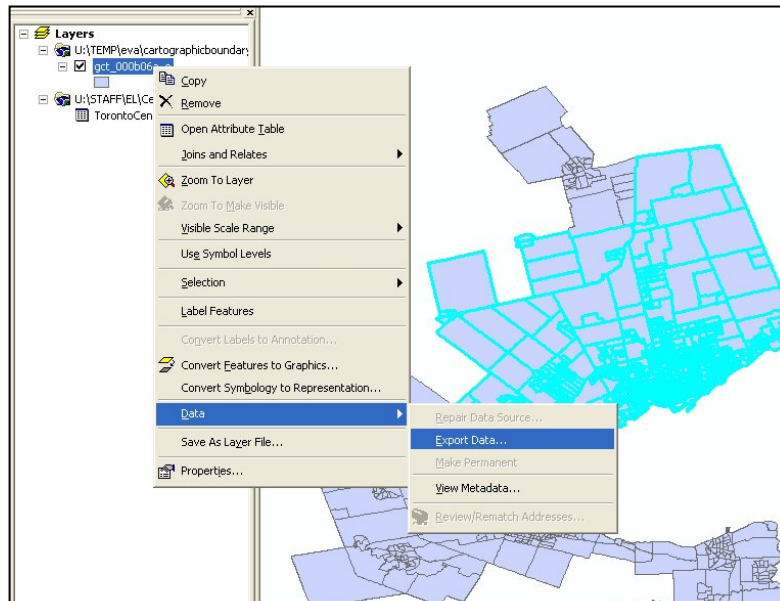 Layers
U:\TEMP\eva\cartographicboundary
gct_000b06a_e
U:\STAFF\EL\Ce
TorontoCen
Copy
Remove
Open Attribute Table
Joins and Relates
Zoom To Layer
Zoom To Make Visible
Visible Scale Range
Use Symbol Levels
Selection
Label Features
Convert Labels to Annotation...
Convert Features to Graphics...
Convert Symbology to Representation...
Data
Save As Layer File...
Properties...
Repair Data Source...
Export Data...
Make Permanent
View Metadata...
Review/Rematch Addresses...